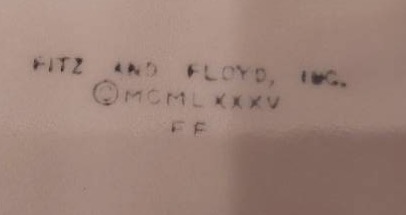 FITZ AND FLOYD, INC.
©MCMLXXXV
FF